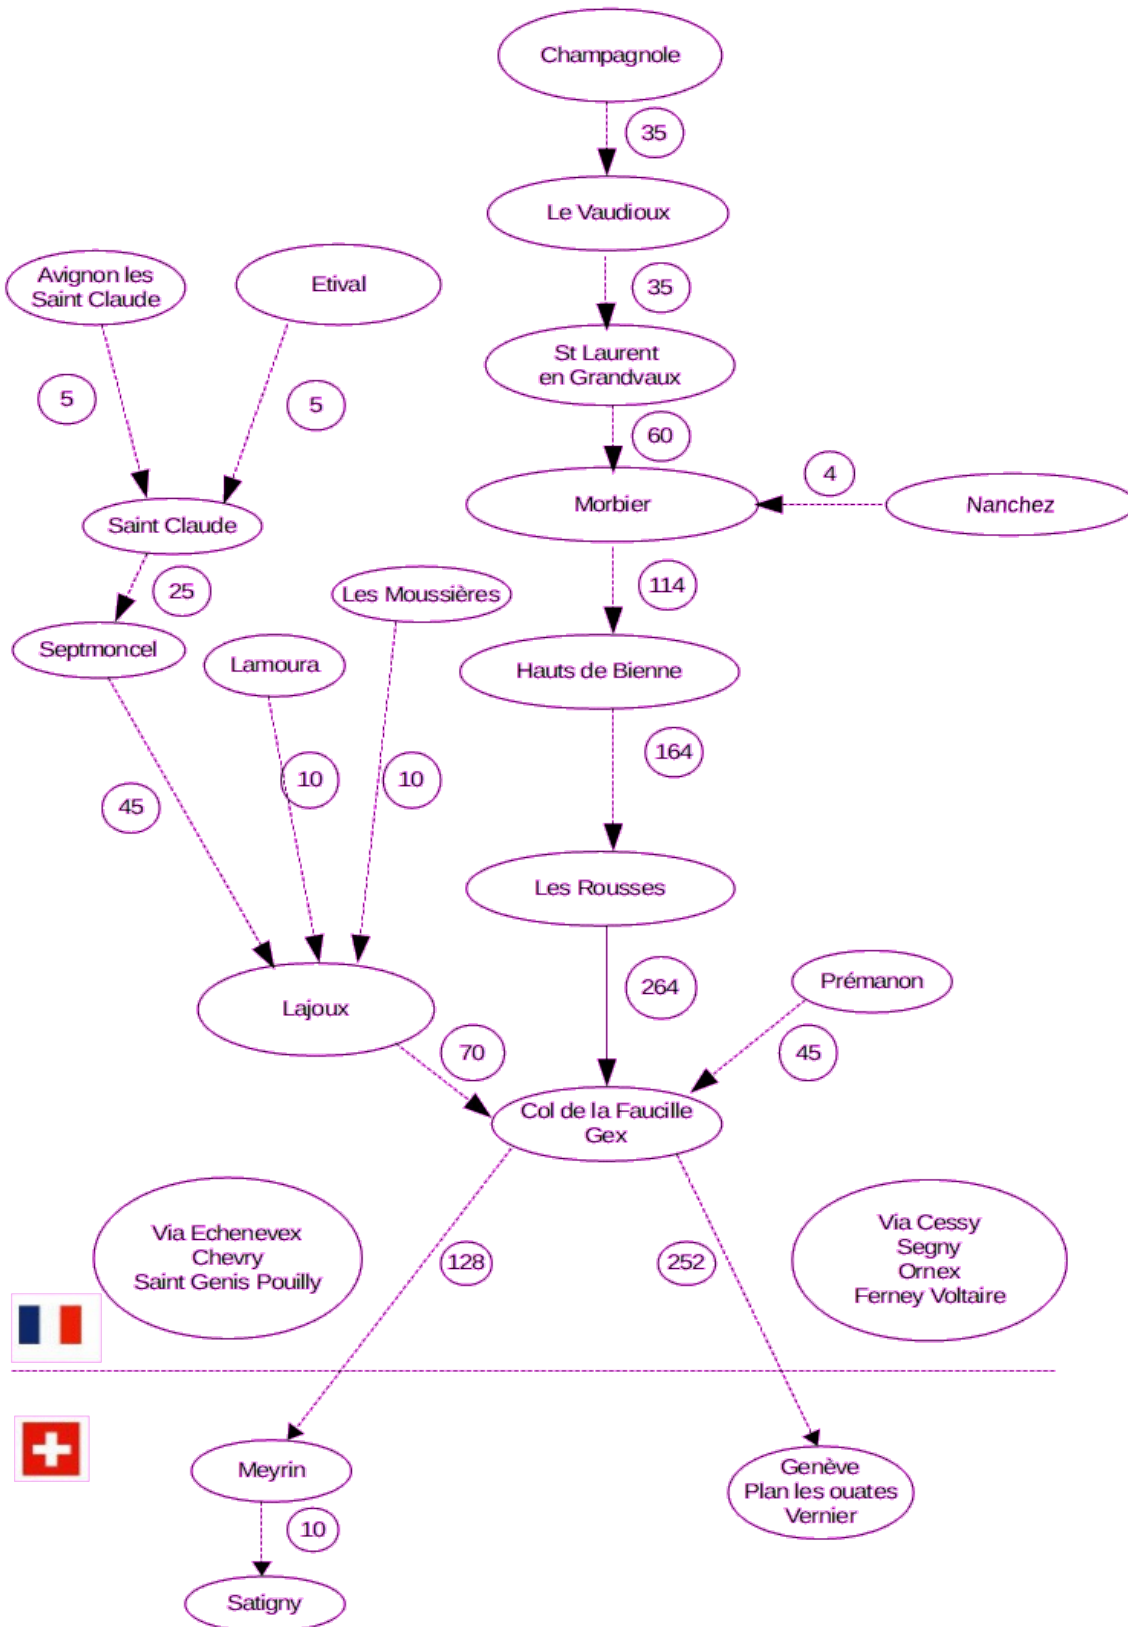 Champagnole
35
Le Vaudioux
Avignon les
Saint Claude
Etival
35
St Laurent
en Grandvaux
5
5
60
Morbier
4
Nanchez
Saint Claude
25
Les Moussières
114
Septmoncel
Lamoura
Hauts de Bienne
164
45
10
10
Les Rousses
Lajoux
264
Prémanon
70
45
Col de la Faucille
Gex
Via Echenevex
Chevry
Saint Genis Pouilly
128
252
Via Cessy
Segny
Ornex
Ferney Voltaire
Meyrin
Genève
Plan les ouates
Vernier
10
Satigny